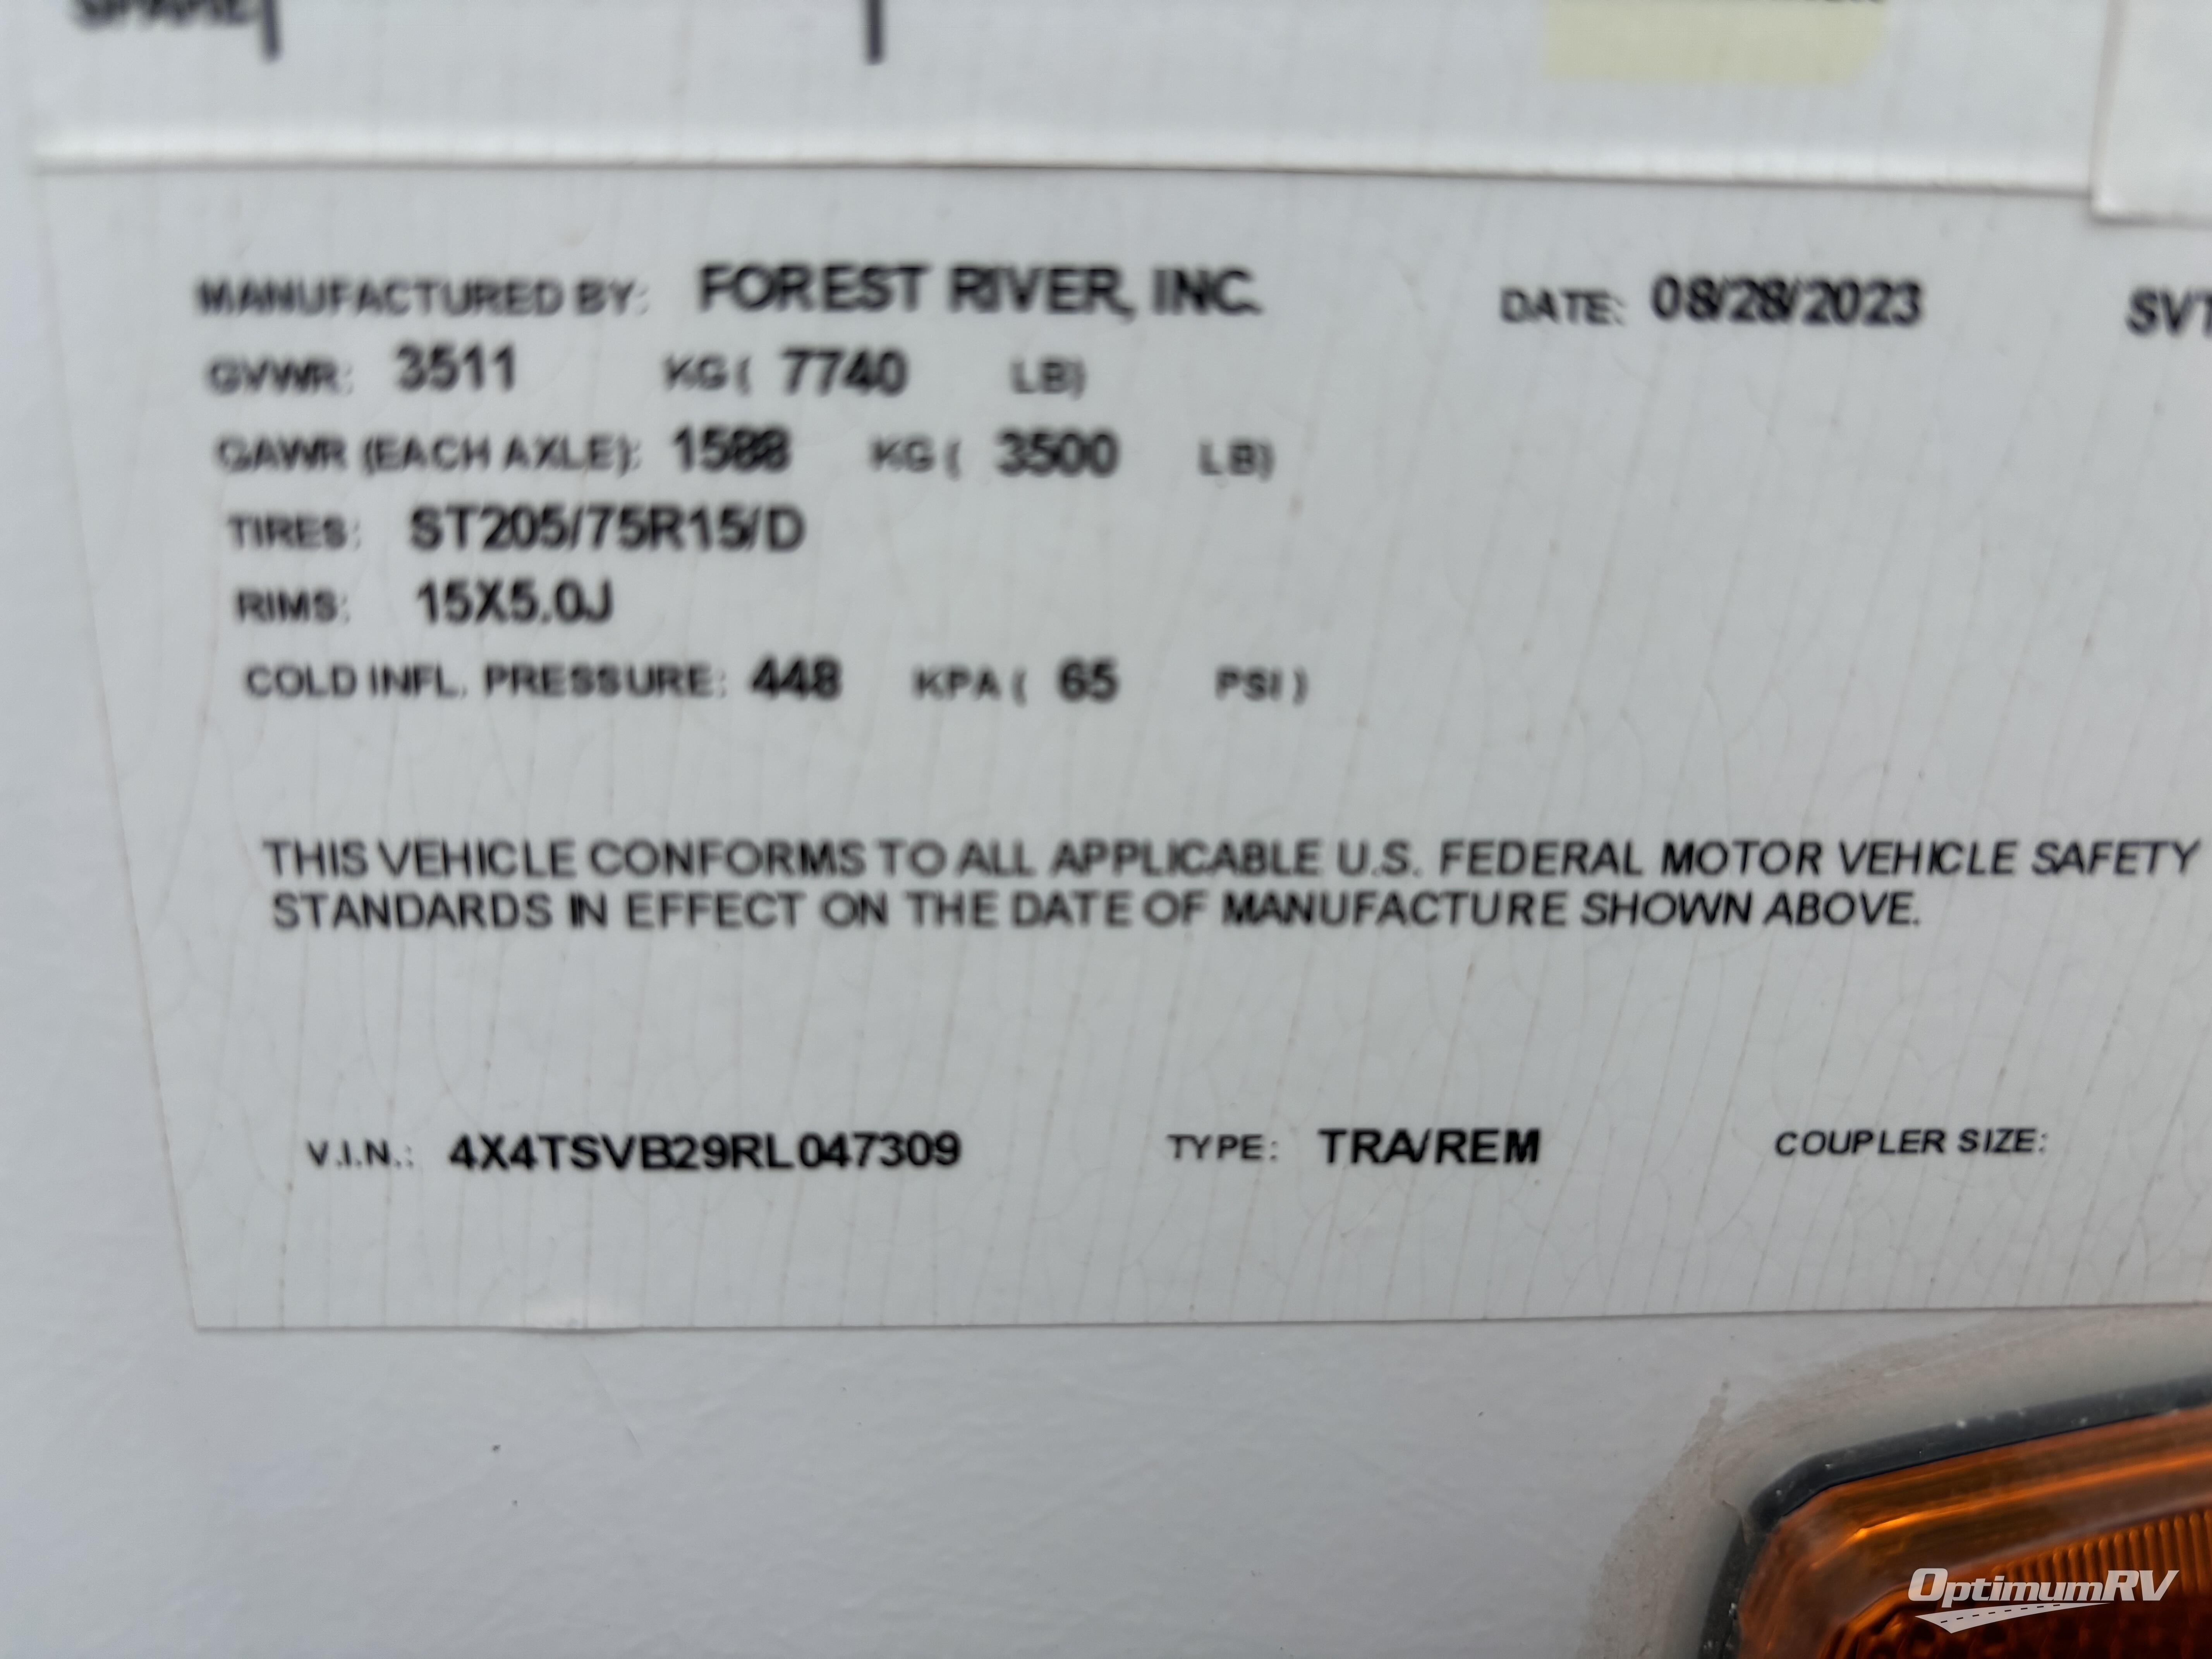 SPARE
MANUFACTURED BY: FOREST RIVER, INC. DATE: 08/28/2023 SVT
GVWR: 3511 KG ( 7740 LB)
GAWR (EACH AXLE): 1588 KG ( 3500 LB)
TIRES: ST205/75R15/D
RIMS: 15X5.0J
COLD INFL. PRESSURE: 448 KPA ( 65 PSI )
THIS VEHICLE CONFORMS TO ALL APPLICABLE U.S. FEDERAL MOTOR VEHICLE SAFETY
STANDARDS IN EFFECT ON THE DATE OF MANUFACTURE SHOWN ABOVE.
V.I.N.: 4X4TSVB29RL047309 TYPE: TRA/REM COUPLER SIZE:
OptimumRV